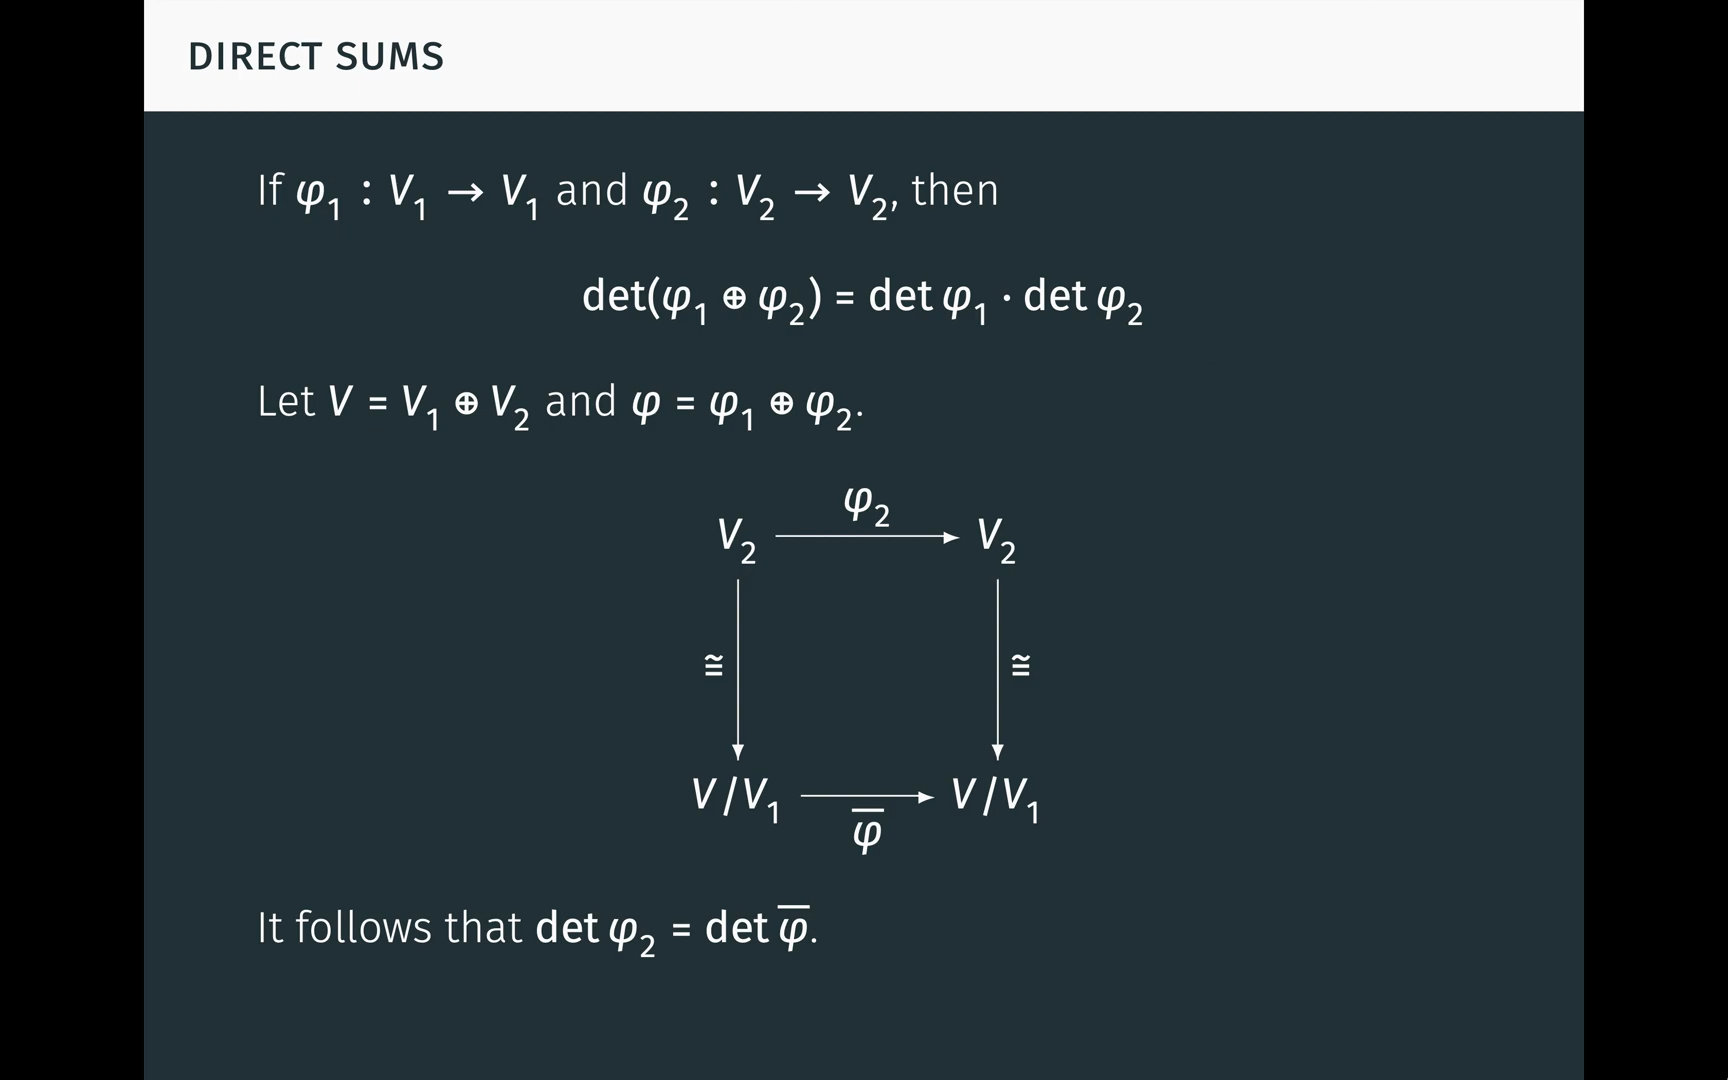 DIRECT SUMS
If φ₁ : V₁ → V₁ and φ₂ : V₂ → V₂, then
det(φ₁ ⊕ φ₂) = det φ₁ · det φ₂
Let V = V₁ ⊕ V₂ and φ = φ₁ ⊕ φ₂.
φ₂
V₂ V₂
≅ ≅
V/V₁ V/V₁
φ̅
It follows that det φ₂ = det φ̅.